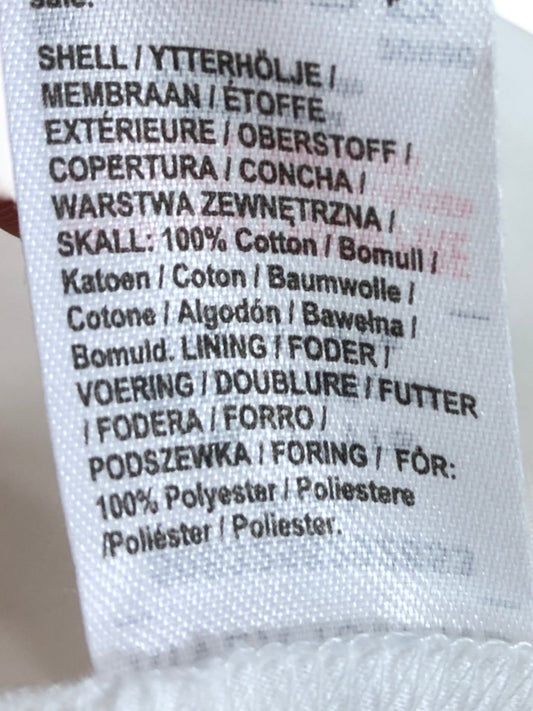 SHELL / YTTERHÖLJE /
MEMBRAAN / ÉTOFFE
EXTÉRIEURE / OBERSTOFF /
COPERTURA / CONCHA /
WARSTWA ZEWNĘTRZNA /
SKALL: 100% Cotton / Bomull /
Katoen / Coton / Baumwolle /
Cotone / Algodón / Bawełna /
Bomuld. LINING / FODER /
VOERING / DOUBLURE / FUTTER
/ FODERA / FORRO /
PODSZEWKA / FORING / FÒR:
100% Polyester / Poliestere
/Poliéster / Poliester.